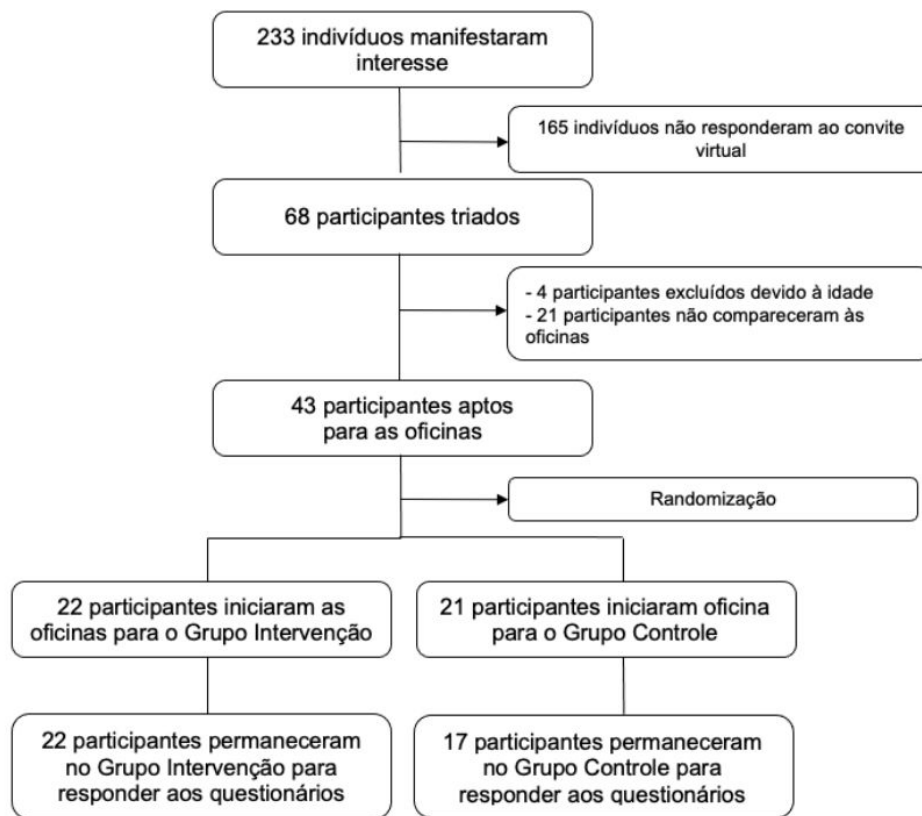 233 indivíduos manifestaram
interesse
165 indivíduos não responderam ao convite
virtual
68 participantes triados
- 4 participantes excluídos devido à idade
- 21 participantes não compareceram às
oficinas
43 participantes aptos
para as oficinas
Randomização
22 participantes iniciaram as
oficinas para o Grupo Intervenção
21 participantes iniciaram oficina
para o Grupo Controle
22 participantes permaneceram
no Grupo Intervenção para
responder aos questionários
17 participantes permaneceram
no Grupo Controle para
responder aos questionários